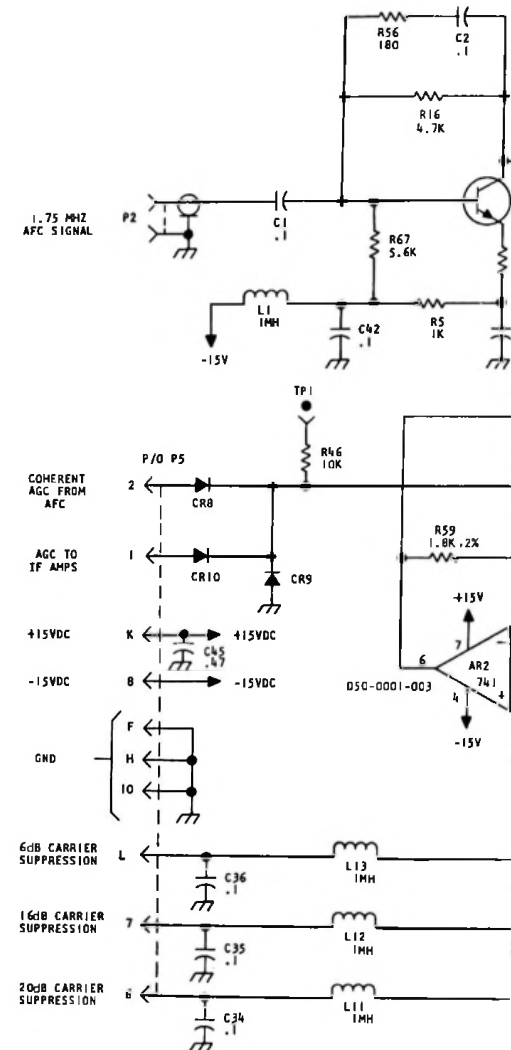 R56
180
C2
.1
R16
4.7K
1.75 MHZ
AFC SIGNAL
P2
C1
.1
R67
5.6K
L1
1MH
C42
.1
R5
1K
-15V
TP1
R46
10K
P/O P5
COHERENT
AGC FROM
AFC
2
CR8
R59
1.8K,2%
AGC TO
IF AMPS
1
CR10
CR9
+15V
+15VDC
K
+15VDC
C45
.47
7
6
AR2
741
-
+
4
-15VDC
8
-15VDC
050-0001-003
-15V
F
GND
H
10
6dB CARRIER
SUPPRESSION
L
L13
1MH
C36
.1
16dB CARRIER
SUPPRESSION
7
L12
1MH
C35
.1
20dB CARRIER
SUPPRESSION
6
L11
1MH
C34
.1